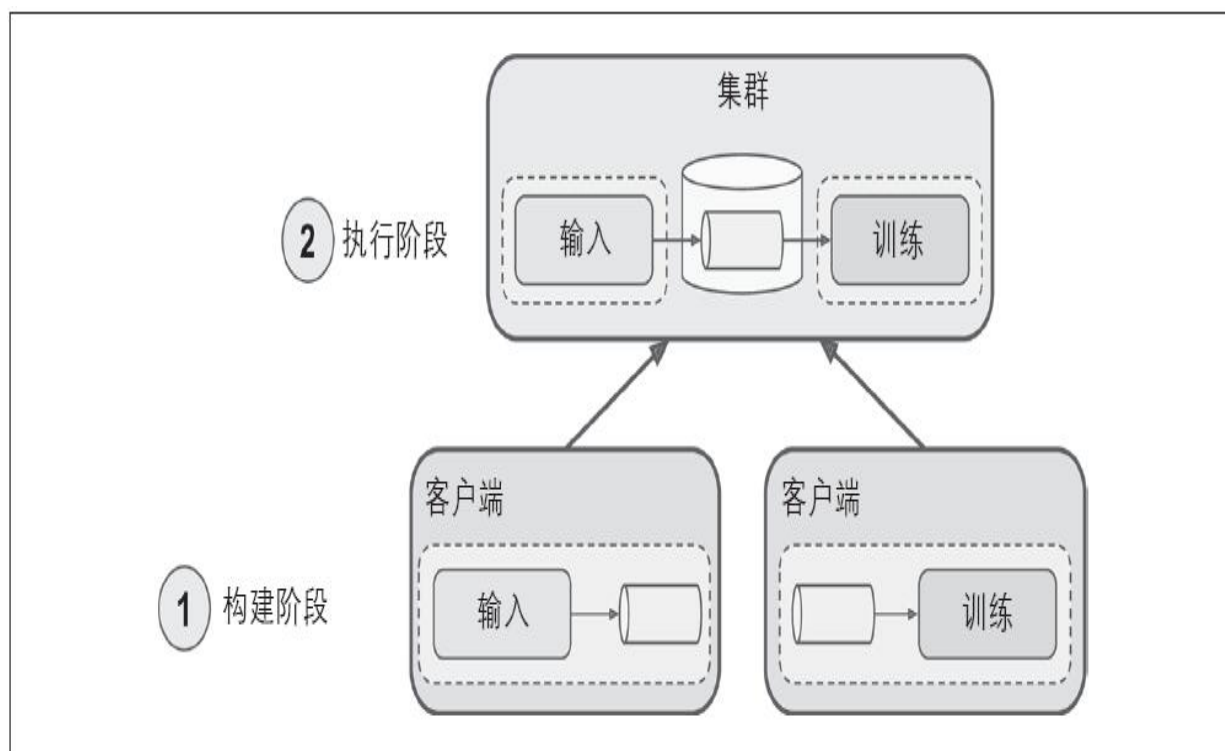 集群
2 执行阶段
输入
训练
客户端
客户端
1 构建阶段
输入
训练